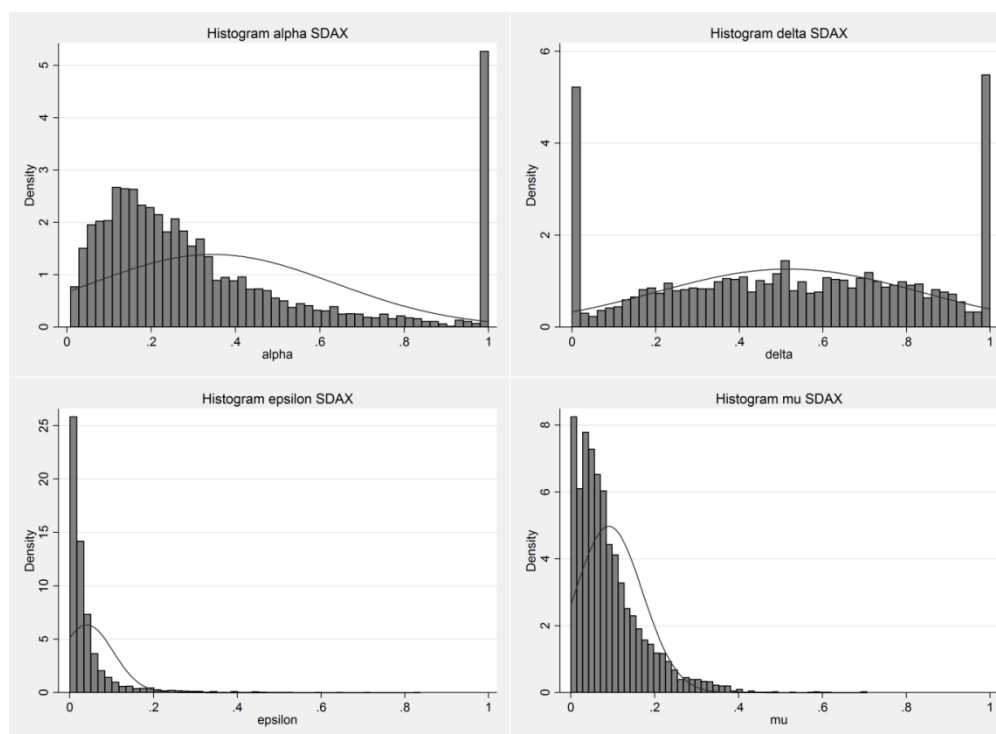 Histogram alpha SDAX
Density
5
4
3
2
1
0
0 .2 .4 .6 .8 1
alpha
Histogram delta SDAX
Density
6
4
2
0
0 .2 .4 .6 .8 1
delta
Histogram epsilon SDAX
Density
25
20
15
10
5
0
0 .2 .4 .6 .8 1
epsilon
Histogram mu SDAX
Density
8
6
4
2
0
0 .2 .4 .6 .8 1
mu